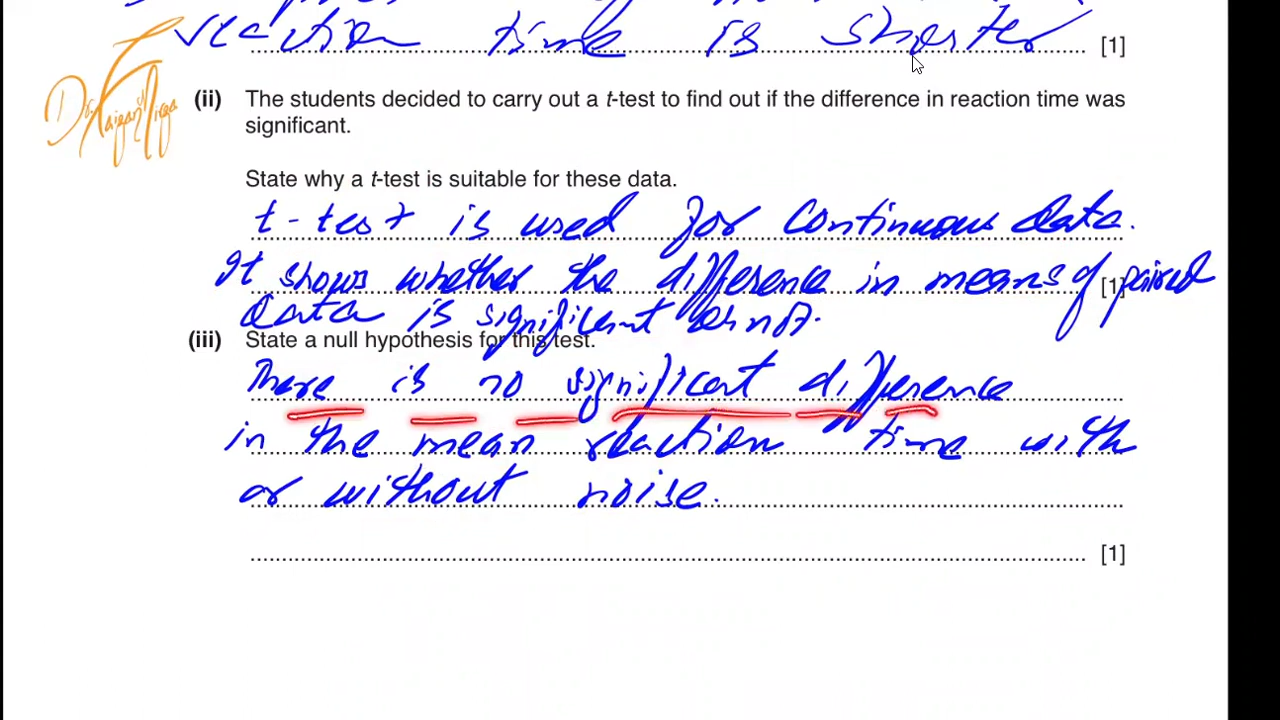 reaction time is shorter
[1]
(ii) The students decided to carry out a t-test to find out if the difference in reaction time was
significant.
State why a t-test is suitable for these data.
t-test is used for continuous data.
It shows whether the difference in means of paired
[1]
data is significant or not.
(iii) State a null hypothesis for this test.
There is no significant difference
in the mean reaction time with
or without noise.
[1]